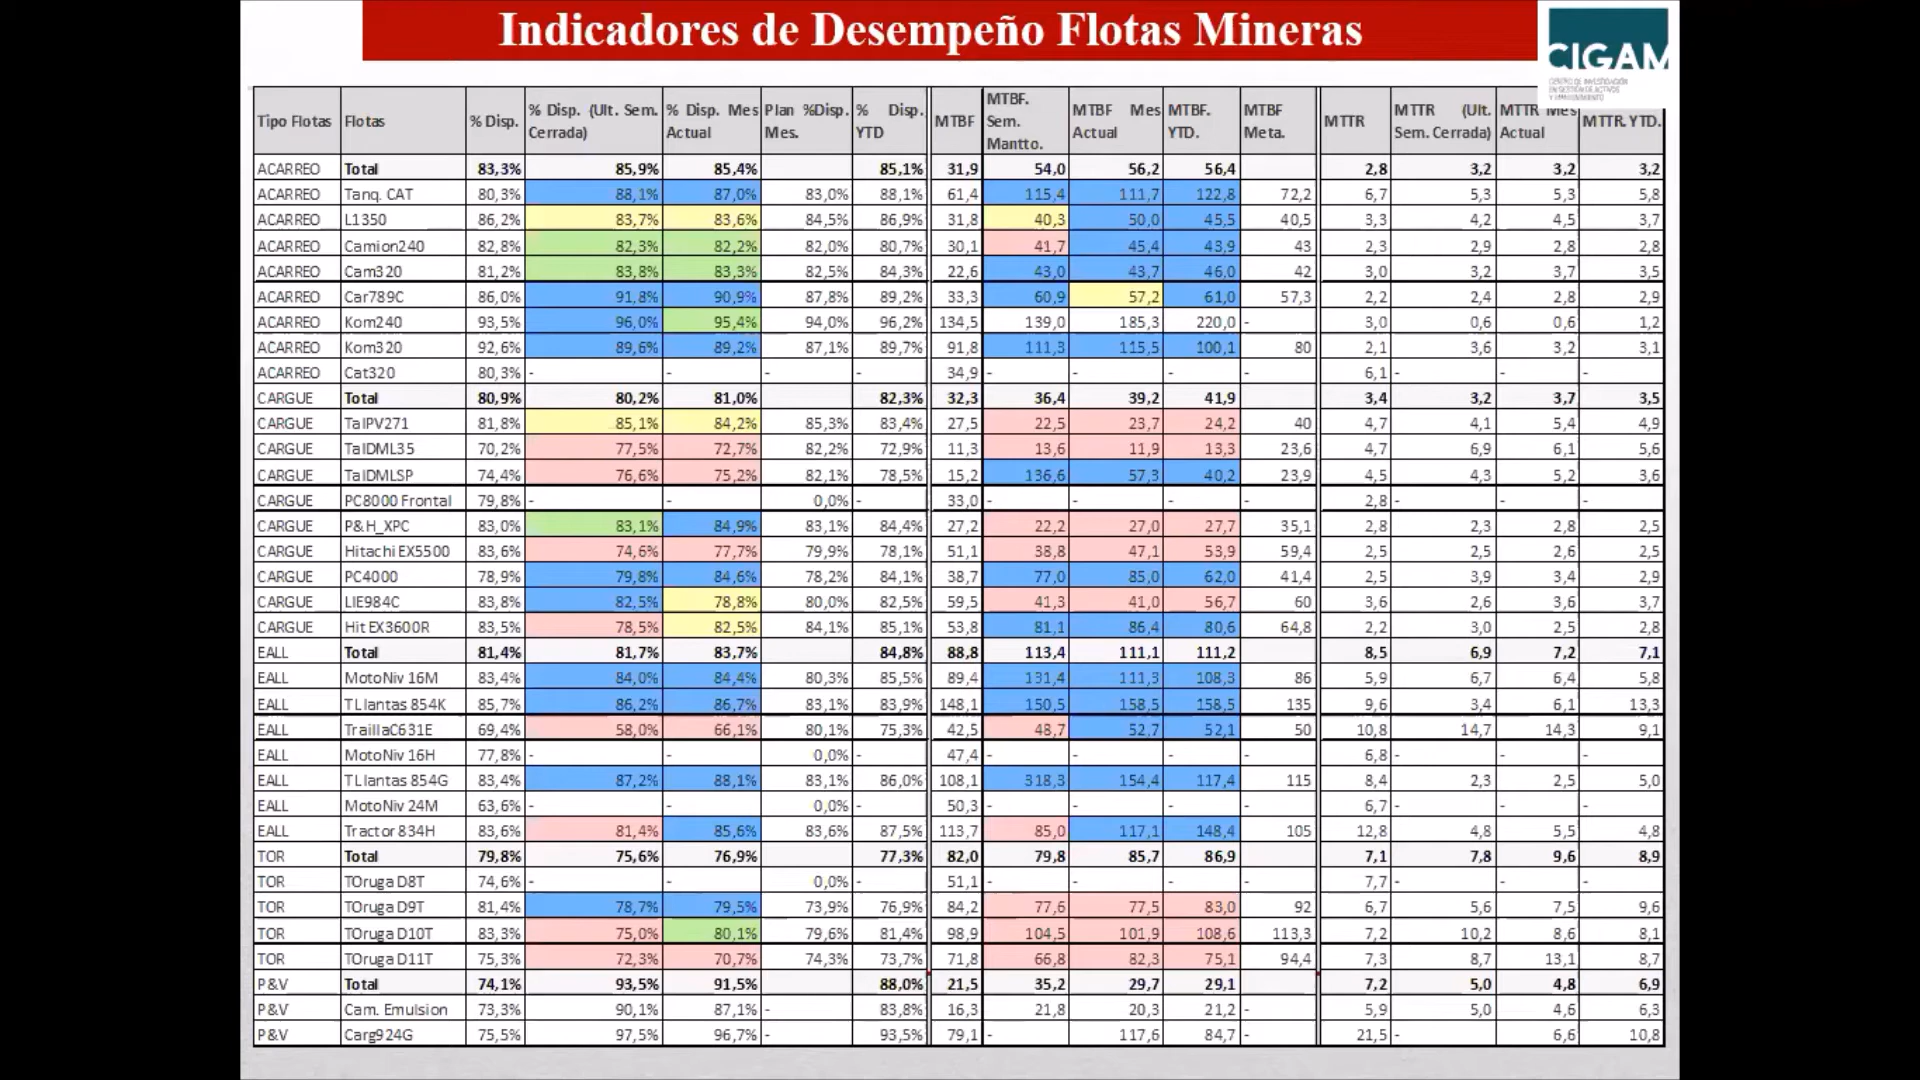 Indicadores de Desempeño Flotas Mineras
CIGAM
Tipo Flotas | Flotas | % Disp. | % Disp. (Ult. Sem. Cerrada) | % Disp. Mes Actual | Plan %Disp. Mes. | % Disp. YTD | MTBF | MTBF. Sem. Mantto. | MTBF Mes Actual | MTBF. YTD. | MTBF Meta. | MTTR | MTTR (Ult. Sem. Cerrada) | MTTR Mes Actual | MTTR. YTD.
ACARREO Total 83,3% 85,9% 85,4% 85,1% 31,9 54,0 56,2 56,4 2,8 3,2 3,2 3,2
ACARREO Tanq. CAT 80,3% 88,1% 87,0% 83,0% 88,1% 61,4 115,4 111,7 122,8 72,2 6,7 5,3 5,3 5,8
ACARREO L1350 86,2% 83,7% 83,6% 84,5% 86,9% 31,8 40,3 50,0 45,5 40,5 3,3 4,2 4,5 3,7
ACARREO Camion240 82,8% 82,3% 82,2% 82,0% 80,7% 30,1 41,7 45,4 43,9 43 2,3 2,9 2,8 2,8
ACARREO Cam320 81,2% 83,8% 83,3% 82,5% 84,3% 22,6 43,0 43,7 46,0 42 3,0 3,2 3,7 3,5
ACARREO Car789C 86,0% 91,8% 90,9% 87,8% 89,2% 33,3 60,9 57,2 61,0 57,3 2,2 2,4 2,8 2,9
ACARREO Kom240 93,5% 96,0% 95,4% 94,0% 96,2% 134,5 139,0 185,3 220,0 - 3,0 0,6 0,6 1,2
ACARREO Kom320 92,6% 89,6% 89,2% 87,1% 89,7% 91,8 111,3 115,5 100,1 80 2,1 3,6 3,2 3,1
ACARREO Cat320 80,3% - - - - 34,9 - - - - 6,1 - - -
CARGUE Total 80,9% 80,2% 81,0% 82,3% 32,3 36,4 39,2 41,9 3,4 3,2 3,7 3,5
CARGUE TalPV271 81,8% 85,1% 84,2% 85,3% 83,4% 27,5 22,5 23,7 24,2 40 4,7 4,1 5,4 4,9
CARGUE TalDML35 70,2% 77,5% 72,7% 82,2% 72,9% 11,3 13,6 11,9 13,3 23,6 4,7 6,9 6,1 5,6
CARGUE TalDMLSP 74,4% 76,6% 75,2% 82,1% 78,5% 15,2 136,6 57,3 40,2 23,9 4,5 4,3 5,2 3,6
CARGUE PC8000 Frontal 79,8% - - 0,0% - 33,0 - - - - 2,8 - - -
CARGUE P&H_XPC 83,0% 83,1% 84,9% 83,1% 84,4% 27,2 22,2 27,0 27,7 35,1 2,8 2,3 2,8 2,5
CARGUE Hitachi EX5500 83,6% 74,6% 77,7% 79,9% 78,1% 51,1 38,8 47,1 53,9 59,4 2,5 2,5 2,6 2,5
CARGUE PC4000 78,9% 79,8% 84,6% 78,2% 84,1% 38,7 77,0 85,0 62,0 41,4 2,5 3,9 3,4 2,9
CARGUE LIE984C 83,8% 82,5% 78,8% 80,0% 82,5% 59,5 41,3 41,0 56,7 60 3,6 2,6 3,6 3,7
CARGUE Hit EX3600R 83,5% 78,5% 82,5% 84,1% 85,1% 53,8 81,1 86,4 80,6 64,8 2,2 3,0 2,5 2,8
EALL Total 81,4% 81,7% 83,7% 84,8% 88,8 113,4 111,1 111,2 8,5 6,9 7,2 7,1
EALL MotoNiv 16M 83,4% 84,0% 84,4% 80,3% 85,5% 89,4 131,4 111,3 108,3 86 5,9 6,7 6,4 5,8
EALL TLlantas 854K 85,7% 86,2% 86,7% 83,1% 83,9% 148,1 150,5 158,5 158,5 135 9,6 3,4 6,1 13,3
EALL TraillaC631E 69,4% 58,0% 66,1% 80,1% 75,3% 42,5 48,7 52,7 52,1 50 10,8 14,7 14,3 9,1
EALL MotoNiv 16H 77,8% - - 0,0% - 47,4 - - - - 6,8 - - -
EALL TLlantas 854G 83,4% 87,2% 88,1% 83,1% 86,0% 108,1 318,3 154,4 117,4 115 8,4 2,3 2,5 5,0
EALL MotoNiv 24M 63,6% - - 0,0% - 50,3 - - - - 6,7 - - -
EALL Tractor 834H 83,6% 81,4% 85,6% 83,6% 87,5% 113,7 85,0 117,1 148,4 105 12,8 4,8 5,5 4,8
TOR Total 79,8% 75,6% 76,9% 77,3% 82,0 79,8 85,7 86,9 7,1 7,8 9,6 8,9
TOR TOruga D8T 74,6% - - 0,0% - 51,1 - - - - 7,7 - - -
TOR TOruga D9T 81,4% 78,7% 79,5% 73,9% 76,9% 84,2 77,6 77,5 83,0 92 6,7 5,6 7,5 9,6
TOR TOruga D10T 83,3% 75,0% 80,1% 79,6% 81,4% 98,9 104,5 101,9 108,6 113,3 7,2 10,2 8,6 8,1
TOR TOruga D11T 75,3% 72,3% 70,7% 74,3% 73,7% 71,8 66,8 82,3 75,1 94,4 7,3 8,7 13,1 8,7
P&V Total 74,1% 93,5% 91,5% 88,0% 21,5 35,2 29,7 29,1 7,2 5,0 4,8 6,9
P&V Cam. Emulsion 73,3% 90,1% 87,1% - 83,8% 16,3 21,8 20,3 21,2 - 5,9 5,0 4,6 6,3
P&V Carg924G 75,5% 97,5% 96,7% - 93,5% 79,1 - 117,6 84,7 - 21,5 - 6,6 10,8